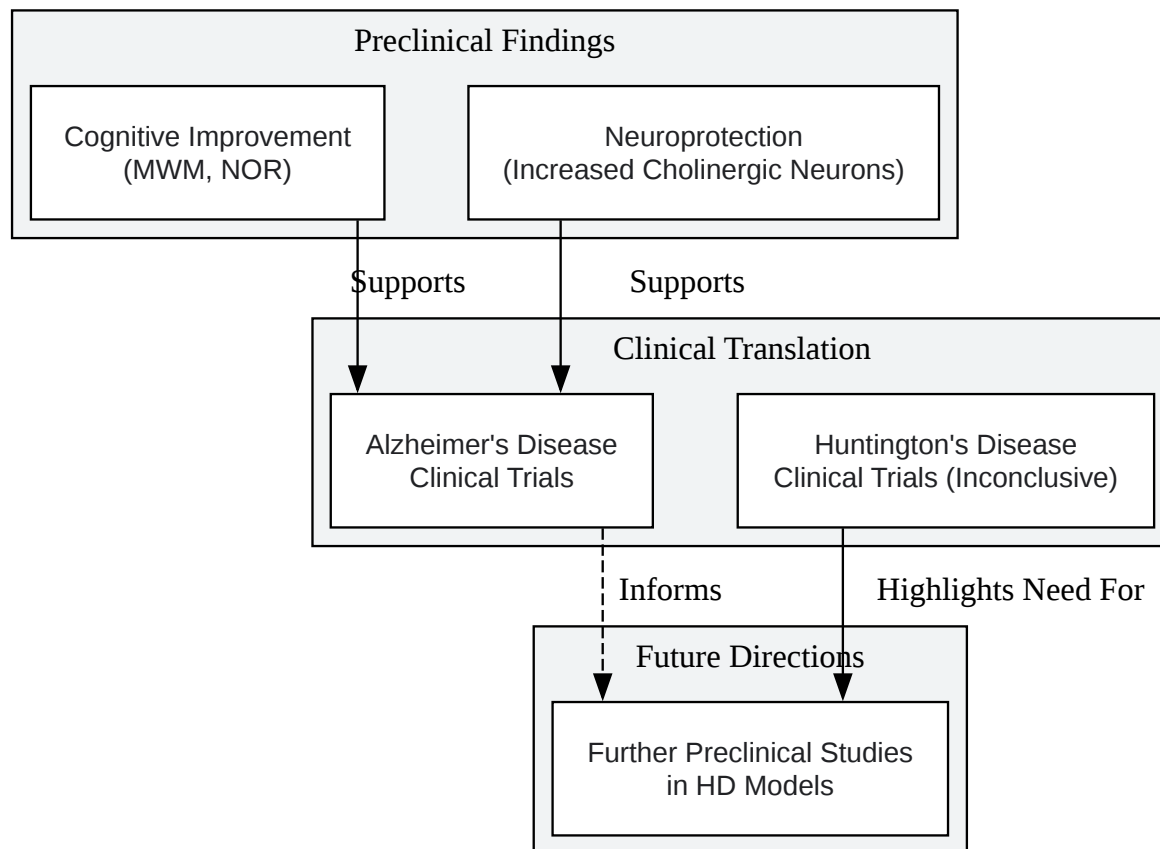 Preclinical Findings
Cognitive Improvement
(MWM, NOR)
Neuroprotection
(Increased Cholinergic Neurons)
Supports
Supports
Clinical Translation
Alzheimer's Disease
Clinical Trials
Huntington's Disease
Clinical Trials (Inconclusive)
Informs
Highlights Need For
Future Directions
Further Preclinical Studies
in HD Models